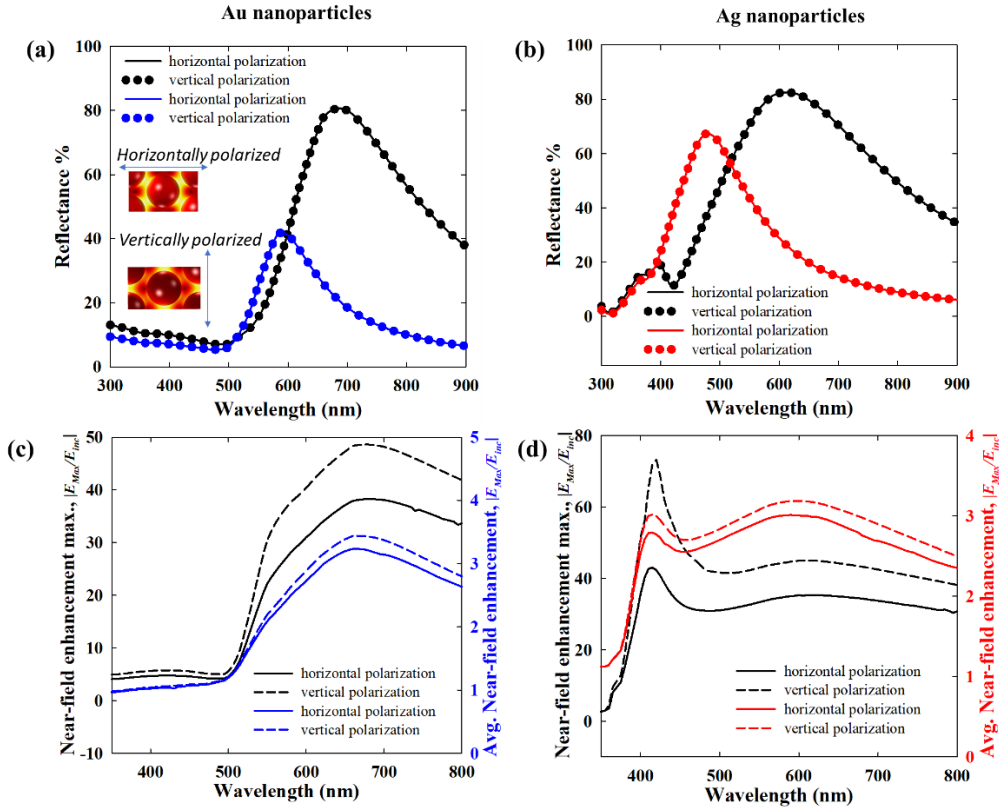 Au nanoparticles
Ag nanoparticles
(a)
100
80
60
40
20
0
Reflectance %
horizontal polarization
vertical polarization
horizontal polarization
vertical polarization
Horizontally polarized
Vertically polarized
300 400 500 600 700 800 900
Wavelength (nm)
(b)
100
80
60
40
20
0
Reflectance %
horizontal polarization
vertical polarization
horizontal polarization
vertical polarization
300 400 500 600 700 800 900
Wavelength (nm)
(c)
50
40
30
20
10
0
-10
Near-field enhancement max., |E_Max/E_inc|
horizontal polarization
vertical polarization
horizontal polarization
vertical polarization
5
4
3
2
1
0
Avg. Near-field enhancement, |E_Max/E_inc|
400 500 600 700 800
Wavelength (nm)
(d)
80
60
40
20
0
Near-field enhancement max., |E_Max/E_inc|
horizontal polarization
vertical polarization
horizontal polarization
vertical polarization
4
3
2
1
0
Avg. Near-field enhancement, |E_Max/E_inc|
400 500 600 700 800
Wavelength (nm)